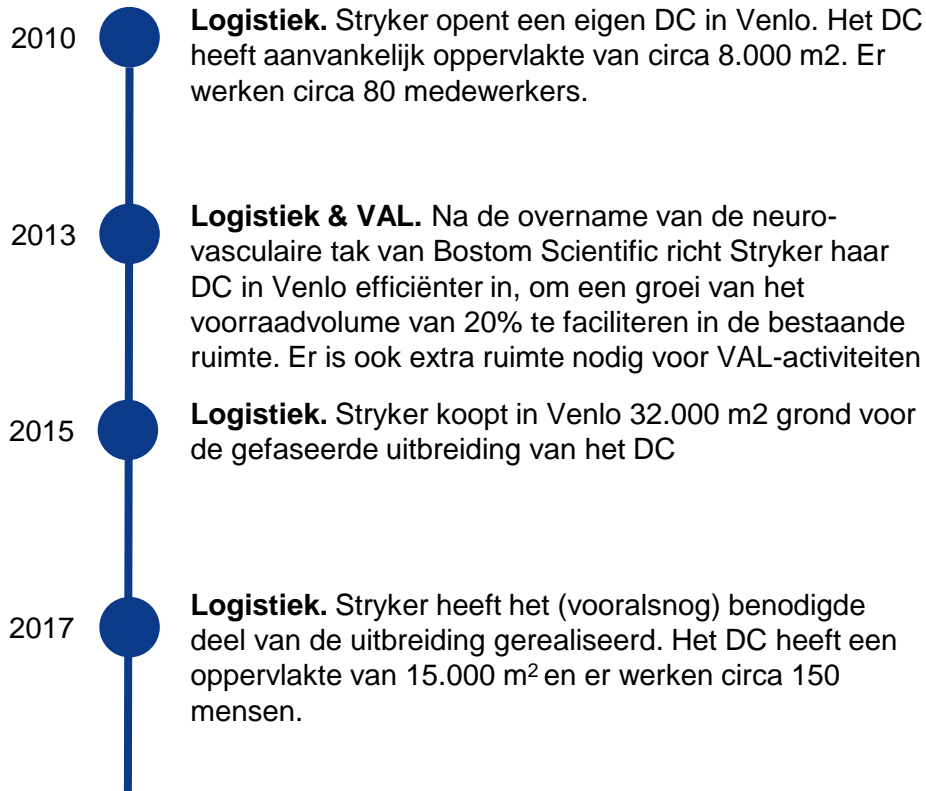 2010
Logistiek. Stryker opent een eigen DC in Venlo. Het DC
heeft aanvankelijk oppervlakte van circa 8.000 m2. Er
werken circa 80 medewerkers.
2013
Logistiek & VAL. Na de overname van de neuro-
vasculaire tak van Bostom Scientific richt Stryker haar
DC in Venlo efficiënter in, om een groei van het
voorraadvolume van 20% te faciliteren in de bestaande
ruimte. Er is ook extra ruimte nodig voor VAL-activiteiten
2015
Logistiek. Stryker koopt in Venlo 32.000 m2 grond voor
de gefaseerde uitbreiding van het DC
2017
Logistiek. Stryker heeft het (vooralsnog) benodigde
deel van de uitbreiding gerealiseerd. Het DC heeft een
oppervlakte van 15.000 m² en er werken circa 150
mensen.